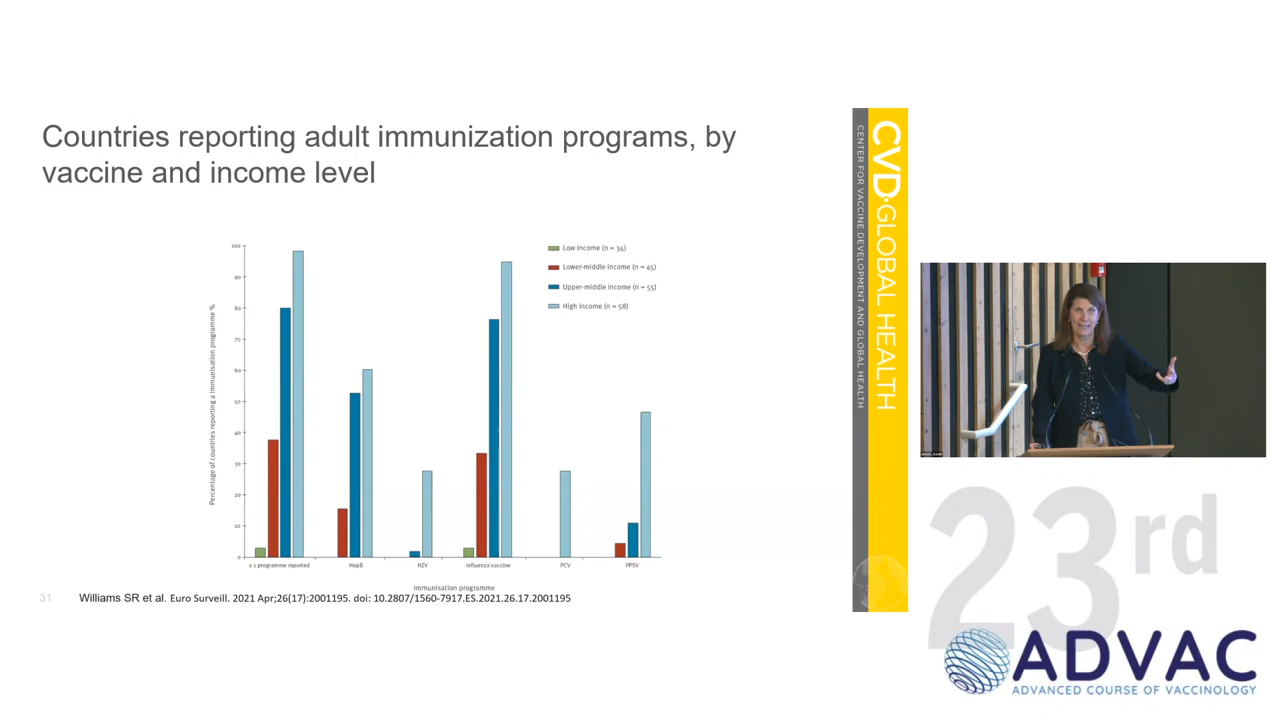 Countries reporting adult immunization programs, by
vaccine and income level
100
90
80
70
60
50
40
30
20
10
0
Percentage of countries reporting a immunisation programme %
Low income (n = 34)
Lower-middle income (n = 45)
Upper-middle income (n = 55)
High income (n = 58)
≥ 1 programme reported
HepB
HZV
Influenza vaccine
PCV
PPSV
Immunisation programme
31
Williams SR et al. Euro Surveill. 2021 Apr;26(17):2001195. doi: 10.2807/1560-7917.ES.2021.26.17.2001195
CVD·GLOBAL HEALTH
CENTER FOR VACCINE DEVELOPMENT AND GLOBAL HEALTH
23rd
ADVAC
ADVANCED COURSE OF VACCINOLOGY